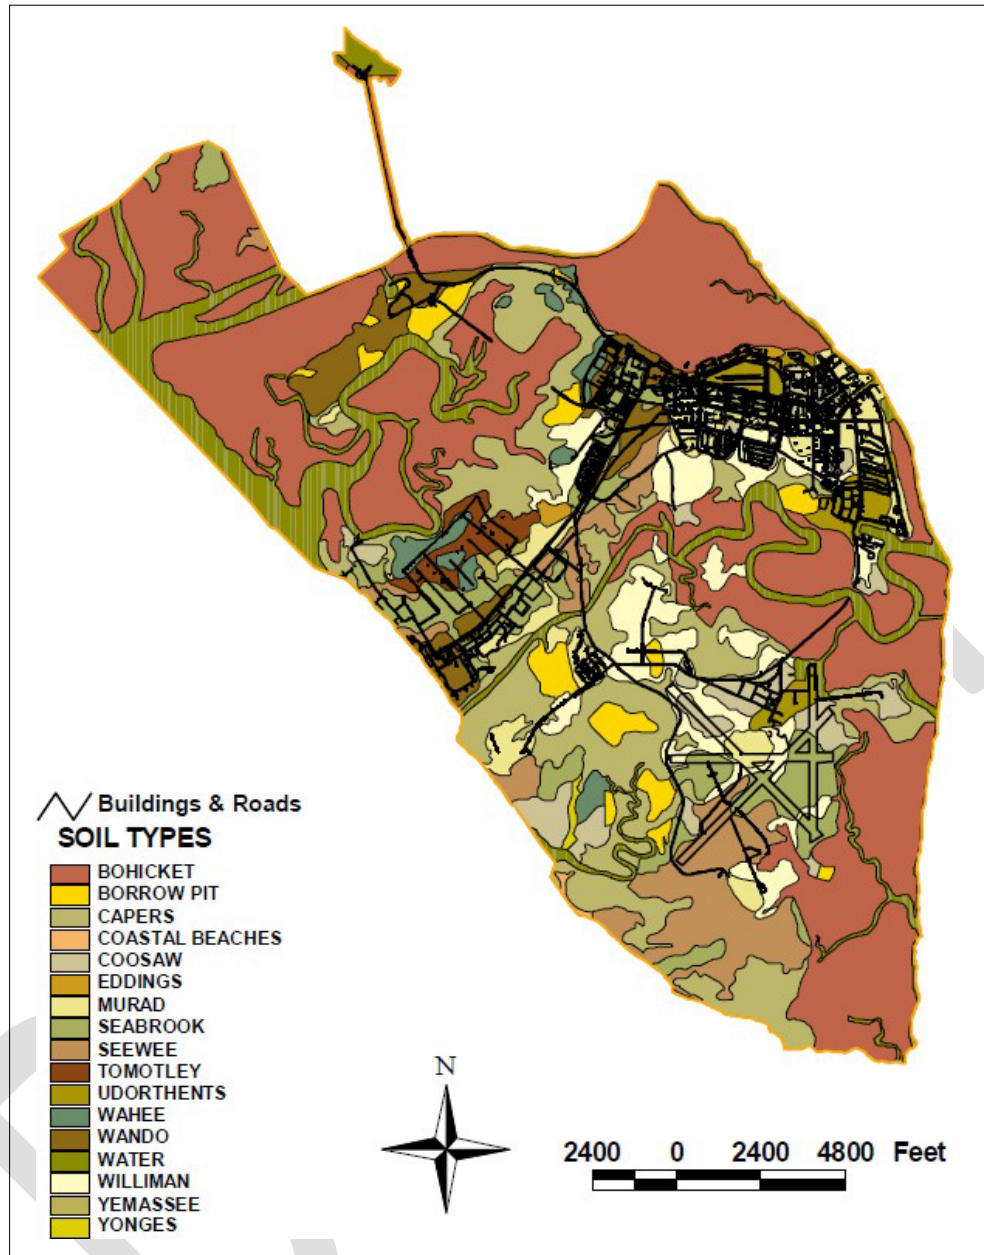 Buildings & Roads
SOIL TYPES
BOHICKET
BORROW PIT
CAPERS
COASTAL BEACHES
COOSAW
EDDINGS
MURAD
SEABROOK
SEEWEE
TOMOTLEY
UDORTHENTS
WAHEE
WANDO
WATER
WILLIMAN
YEMASSEE
YONGES
N
2400 0 2400 4800 Feet